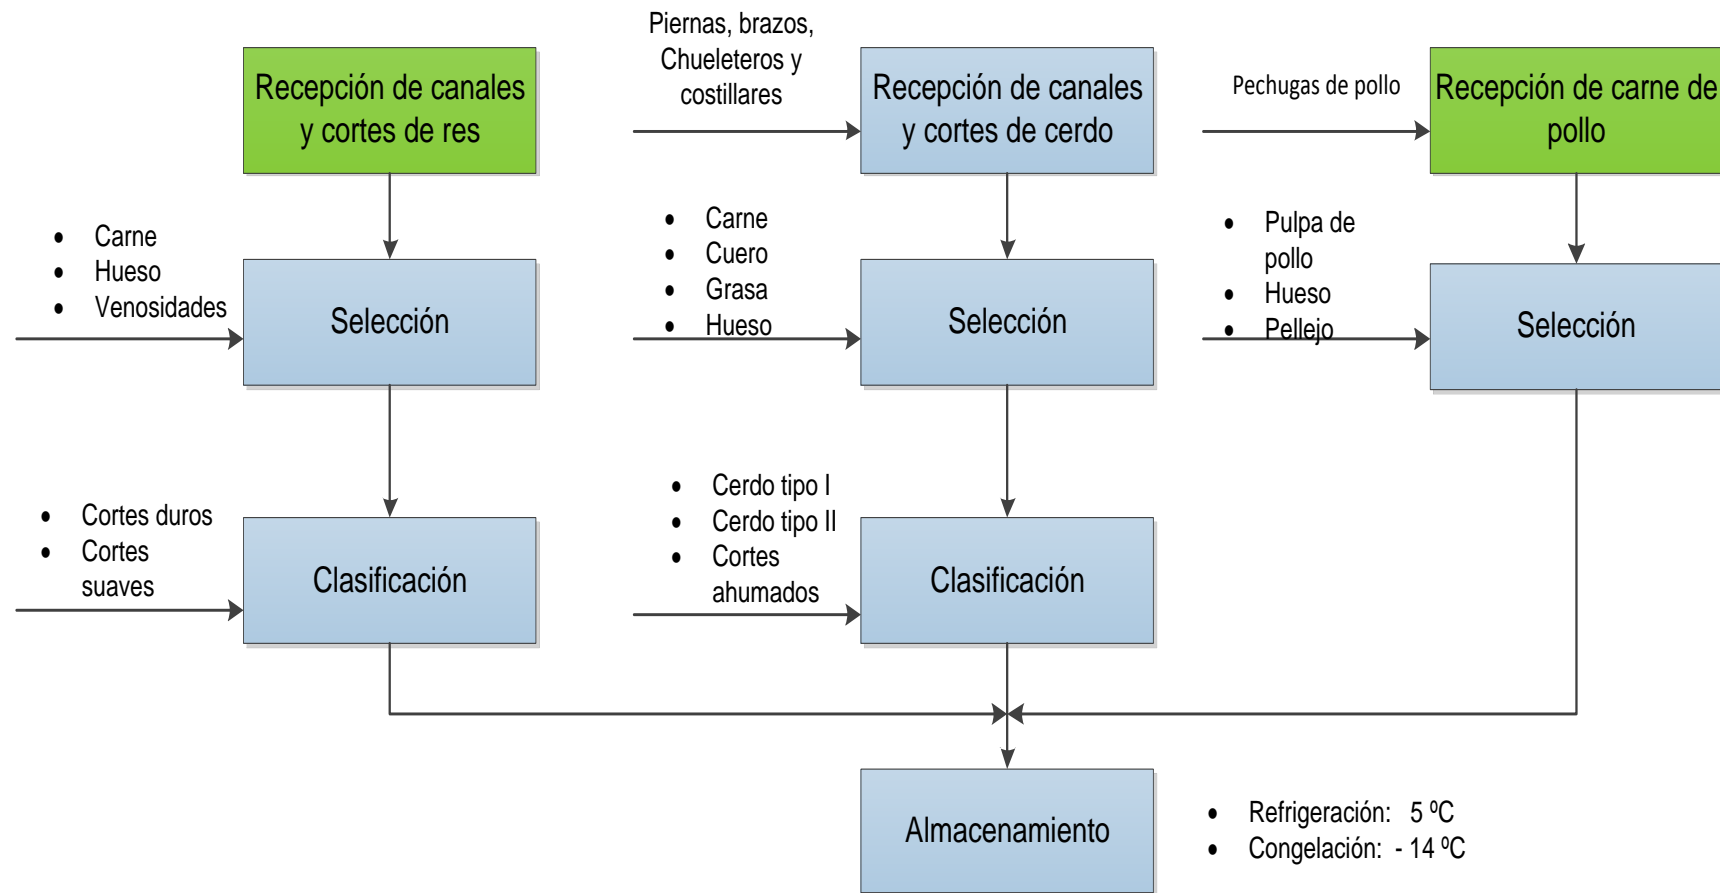 Piernas, brazos,
Chueleteros y
costillares
Recepción de canales
y cortes de res
Recepción de canales
y cortes de cerdo
Pechugas de pollo
Recepción de carne de
pollo
• Carne
• Hueso
• Venosidades
Selección
• Carne
• Cuero
• Grasa
• Hueso
Selección
• Pulpa de
pollo
• Hueso
• Pellejo
Selección
• Cortes duros
• Cortes
suaves
Clasificación
• Cerdo tipo I
• Cerdo tipo II
• Cortes
ahumados
Clasificación
Almacenamiento
• Refrigeración: 5 ºC
• Congelación: - 14 ºC